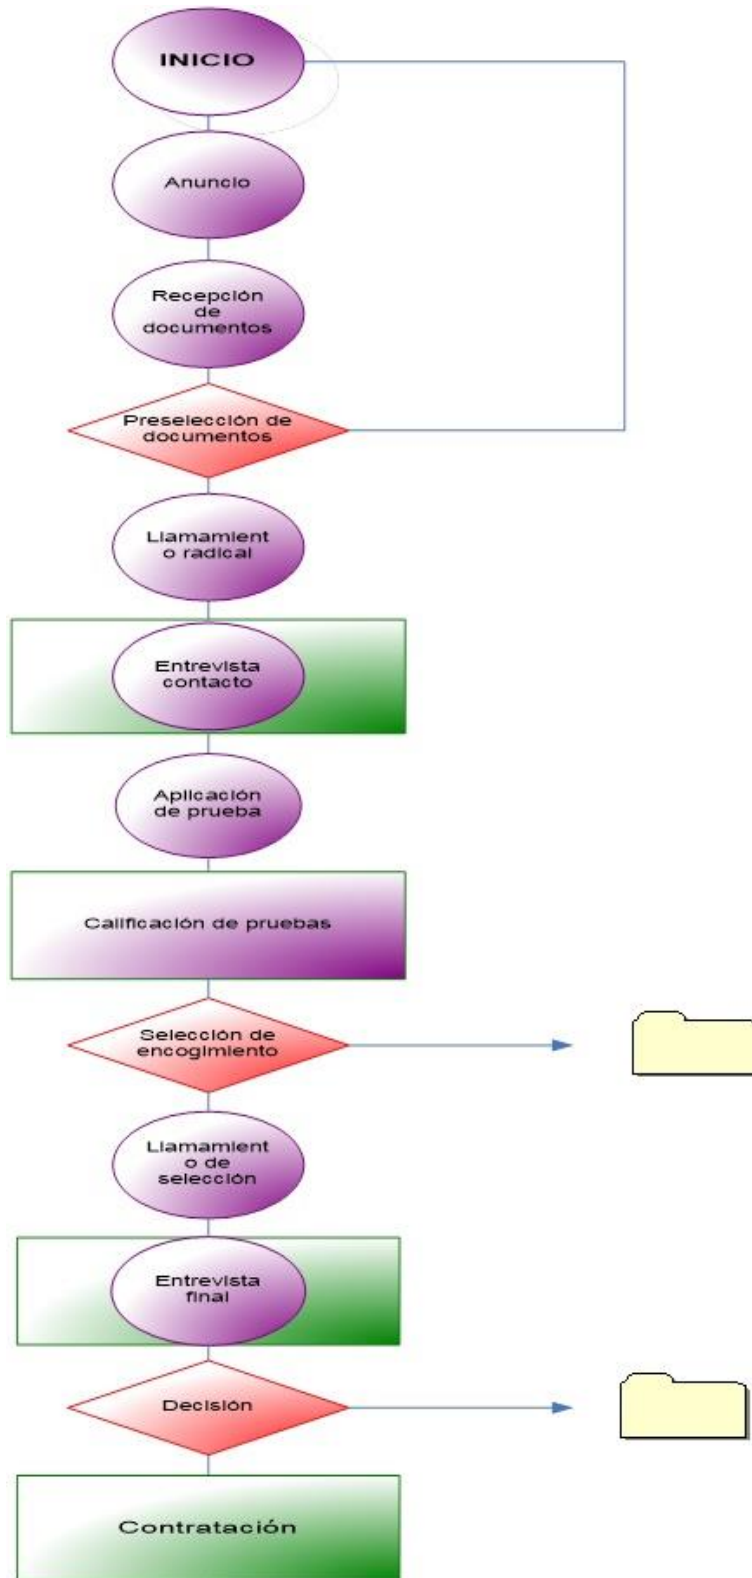 INICIO
Anuncio
Recepción
de
documentos
Preselección de
documentos
Llamamient
o radical
Entrevista
contacto
Aplicación
de prueba
Calificación de pruebas
Selección de
encogimiento
Llamamient
o de
selección
Entrevista
final
Decisión
Contratación